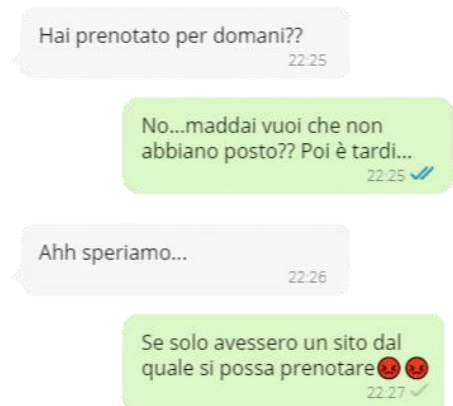 Hai prenotato per domani??
22:25
No...maddai vuoi che non
abbiano posto?? Poi è tardi...
22:25
Ahh speriamo...
22:26
Se solo avessero un sito dal
quale si possa prenotare😡😡
22:27